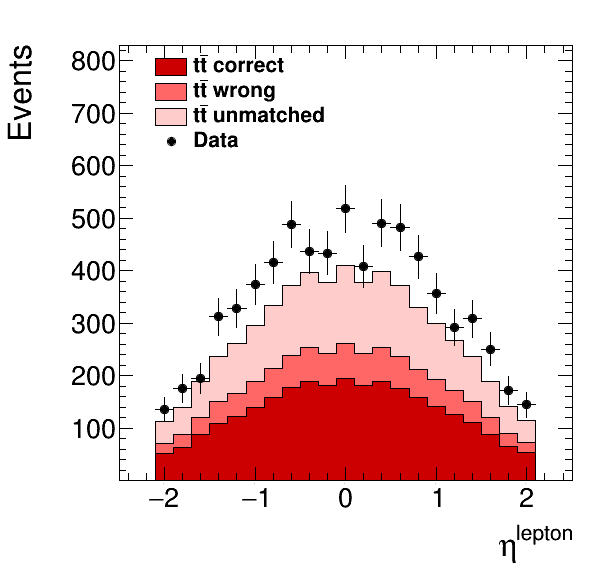 Events
800
700
600
500
400
300
200
100
tt̄ correct
tt̄ wrong
tt̄ unmatched
Data
−2 −1 0 1 2
η^lepton